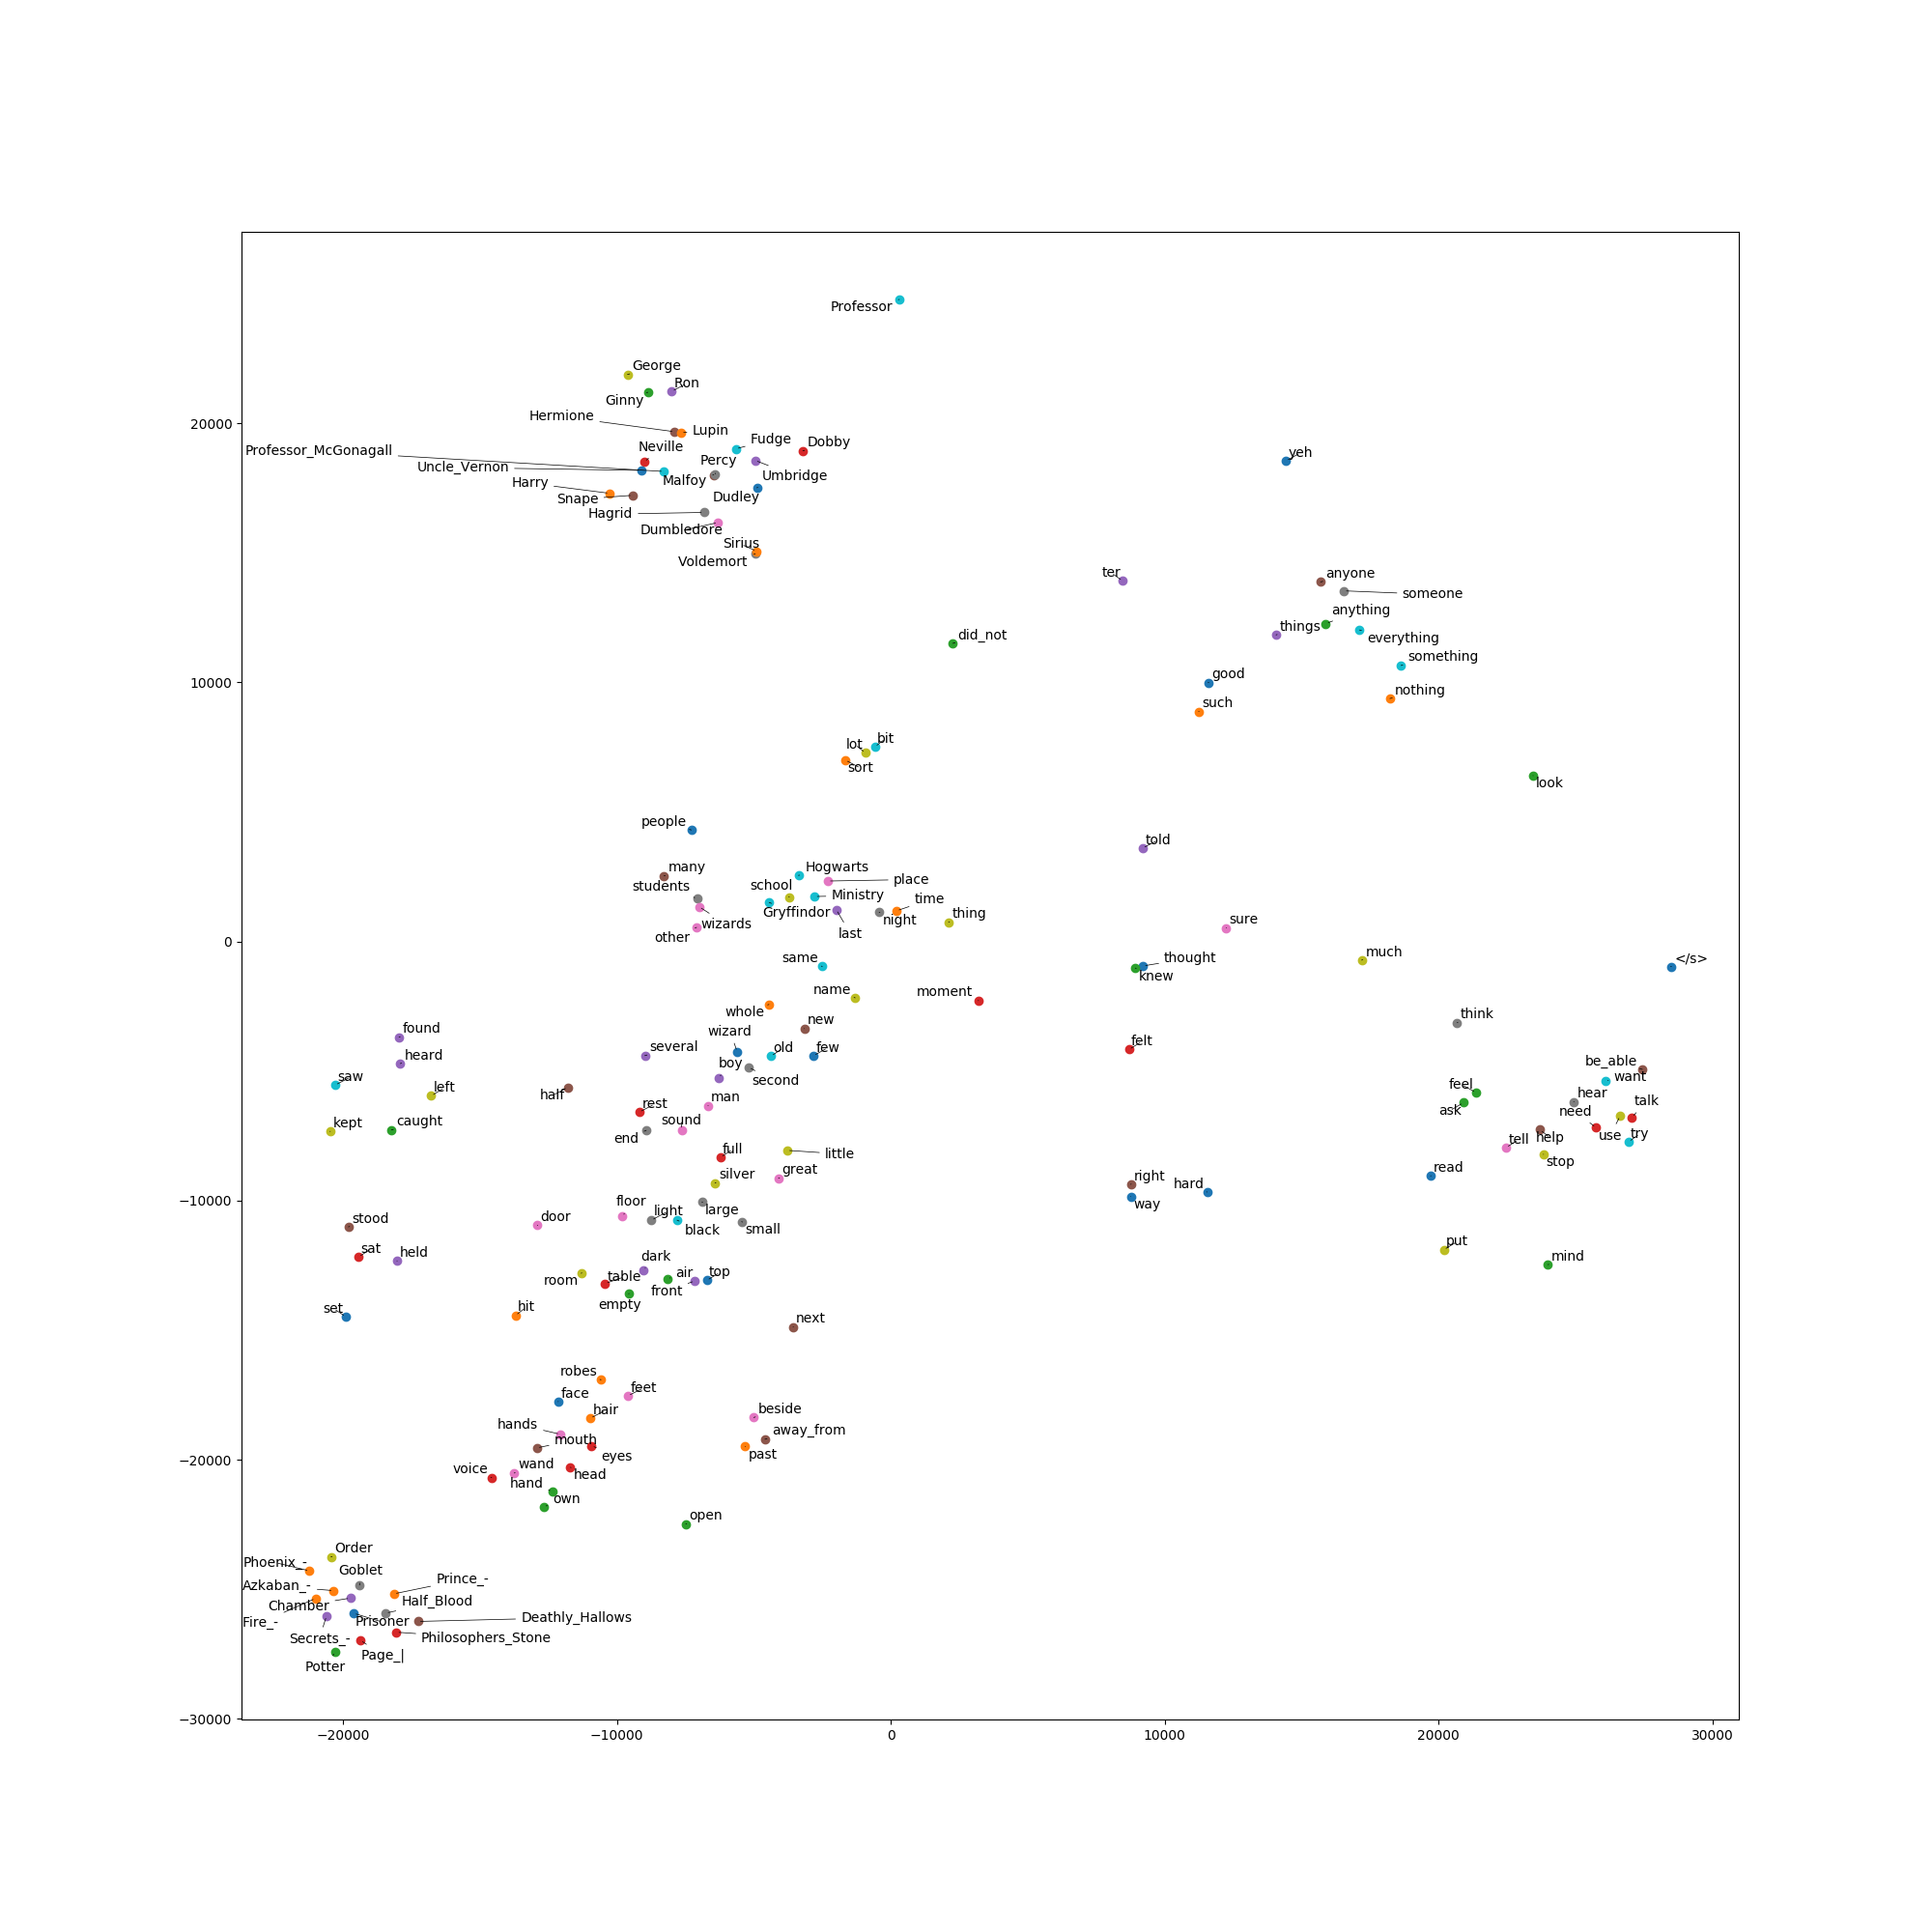 Professor
George
Ron
Ginny
Hermione
20000
Lupin
Fudge
Dobby
Neville
Professor_McGonagall
yeh
Percy
Uncle_Vernon
Umbridge
Malfoy
Harry
Snape
Dudley
Hagrid
Dumbledore
Sirius
Voldemort
ter
anyone
someone
anything
things
did_not
everything
something
10000
good
nothing
such
lot
bit
sort
look
people
told
many
Hogwarts
place
students
school
Ministry
time
Gryffindor
thing
night
sure
wizards
last
other
0
much
same
thought
</s>
knew
name
moment
whole
think
new
found
wizard
felt
several
old
few
heard
boy
be_able
saw
second
want
feel
left
half
hear
man
rest
talk
ask
need
kept
caught
sound
use
try
end
tell
help
full
little
stop
great
read
silver
right
hard
−10000
floor
way
light
large
stood
door
small
black
put
sat
held
dark
mind
air
top
room
table
front
empty
set
hit
next
robes
feet
face
beside
hair
hands
away_from
mouth
past
eyes
−20000
wand
voice
head
hand
own
open
Order
Phoenix_-
Goblet
Prince_-
Azkaban_-
Half_Blood
Chamber
Deathly_Hallows
Fire_-
Prisoner
Secrets_-
Philosophers_Stone
Page_|
Potter
−30000
−20000
−10000
0
10000
20000
30000